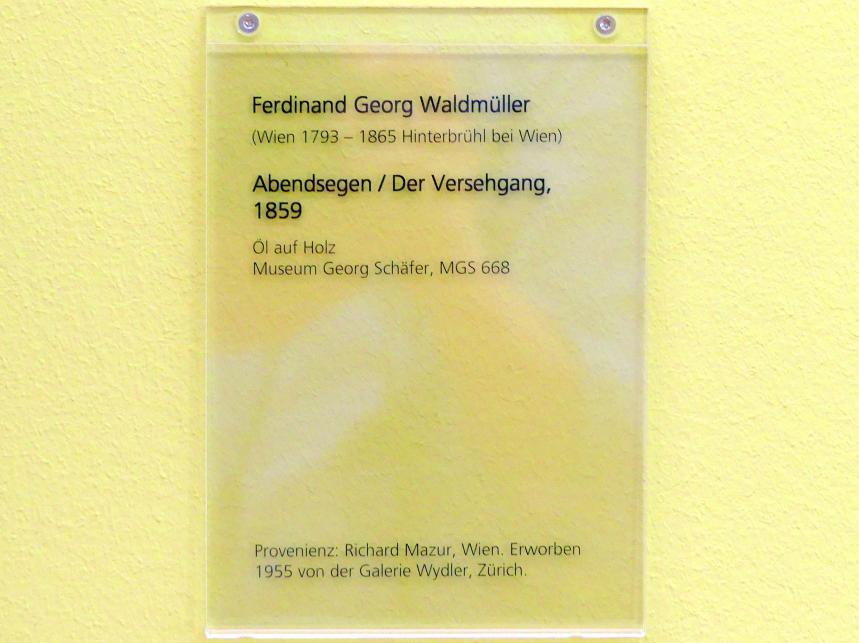 Ferdinand Georg Waldmüller
(Wien 1793 – 1865 Hinterbrühl bei Wien)
Abendsegen / Der Versehgang,
1859
Öl auf Holz
Museum Georg Schäfer, MGS 668
Provenienz: Richard Mazur, Wien. Erworben
1955 von der Galerie Wydler, Zürich.